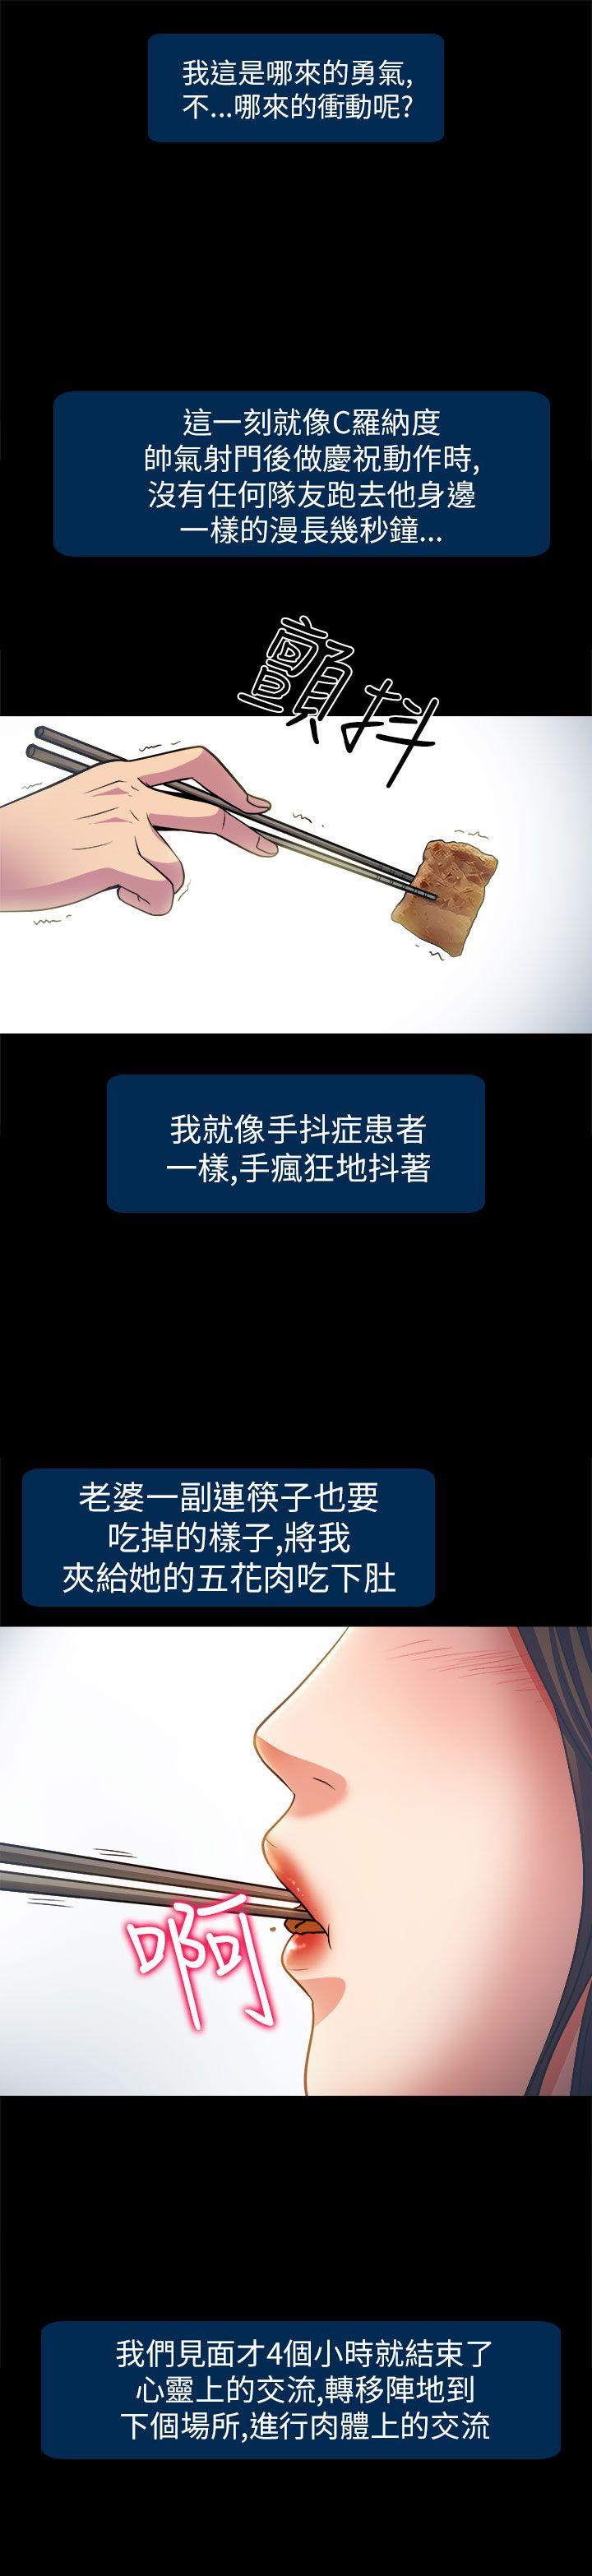 我這是哪來的勇氣,
不...哪來的衝動呢?
這一刻就像C羅納度
帥氣射門後做慶祝動作時,
沒有任何隊友跑去他身邊
一樣的漫長幾秒鐘...
顫抖
我就像手抖症患者
一樣,手瘋狂地抖著
老婆一副連筷子也要
吃掉的樣子,將我
夾給她的五花肉吃下肚
啊
我們見面才4個小時就結束了
心靈上的交流,轉移陣地到
下個場所,進行肉體上的交流